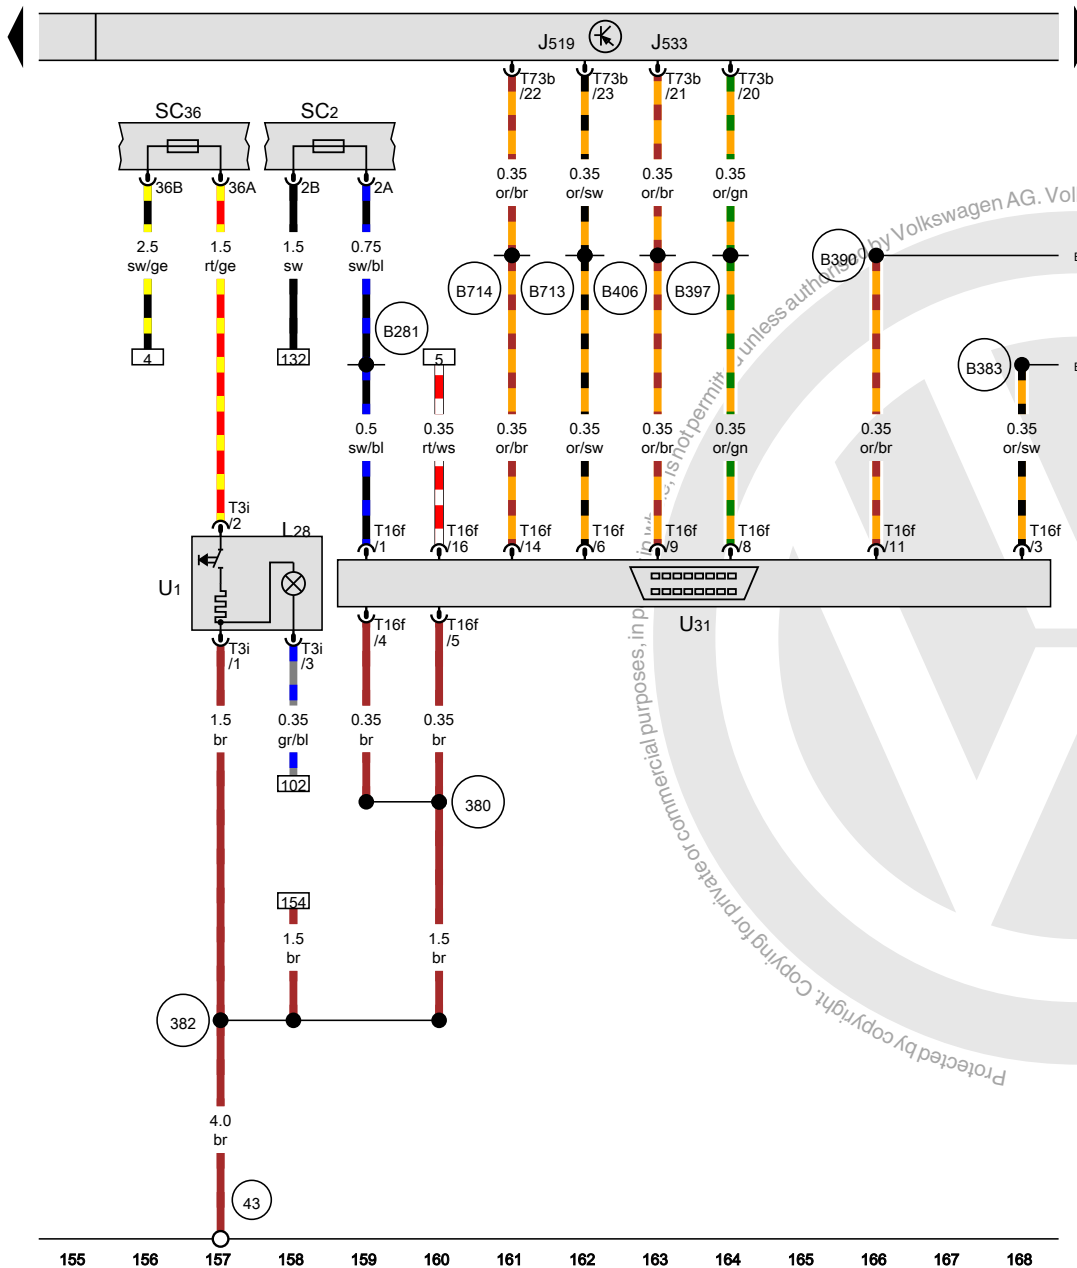 J519 J533
T73b
/22
T73b
/23
T73b
/21
T73b
/20
SC36
SC2
36B
36A
2B
2A
2.5
sw/ge
1.5
rt/ge
1.5
sw
0.75
sw/bl
0.35
or/br
0.35
or/sw
0.35
or/br
0.35
or/gn
B714
B713
B406
B397
B390
B281
B383
4
132
5
0.5
sw/bl
0.35
rt/ws
0.35
or/br
0.35
or/sw
0.35
or/br
0.35
or/gn
0.35
or/br
0.35
or/sw
T3i
/2
L28
T16f
/1
T16f
/16
T16f
/14
T16f
/6
T16f
/9
T16f
/8
T16f
/11
T16f
/3
U1
U31
T3i
/1
T3i
/3
T16f
/4
T16f
/5
1.5
br
0.35
gr/bl
0.35
br
0.35
br
102
380
154
1.5
br
1.5
br
382
4.0
br
43
155 156 157 158 159 160 161 162 163 164 165 166 167 168
Protected by copyright. Copying for private or commercial purposes, in p in wh is not permitt unless authorised by Volkswagen AG. Vol